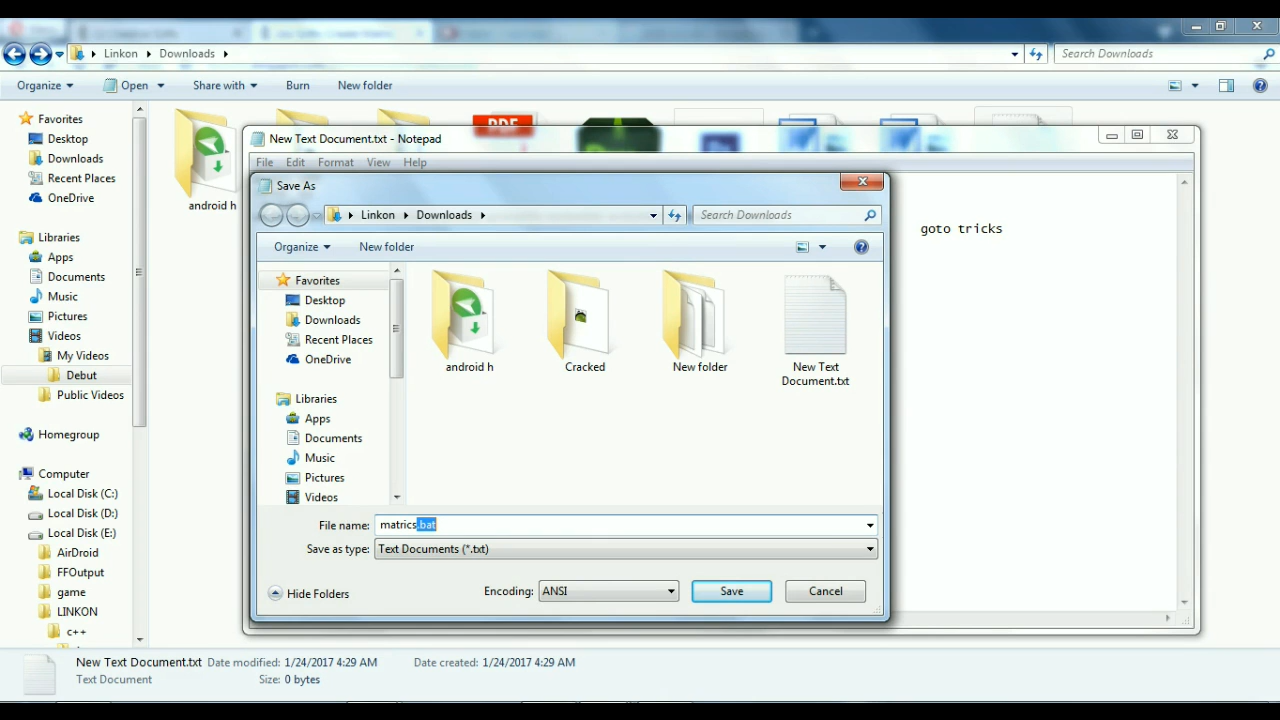 Linkon Downloads
Search Downloads
Organize Open Share with Burn New folder
Favorites
Desktop
Downloads
Recent Places
OneDrive
Libraries
Apps
Documents
Music
Pictures
Videos
My Videos
Debut
Public Videos
Homegroup
Computer
Local Disk (C:)
Local Disk (D:)
Local Disk (E:)
AirDroid
FFOutput
game
LINKON
c++
android h
PDF
New Text Document.txt - Notepad
File Edit Format View Help
goto tricks
Save As
Linkon Downloads
Search Downloads
Organize New folder
Favorites
Desktop
Downloads
Recent Places
OneDrive
Libraries
Apps
Documents
Music
Pictures
Videos
android h
Cracked
New folder
New Text
Document.txt
File name: matrics.bat
Save as type: Text Documents (*.txt)
Hide Folders
Encoding: ANSI
Save
Cancel
New Text Document.txt Date modified: 1/24/2017 4:29 AM Date created: 1/24/2017 4:29 AM
Text Document Size: 0 bytes